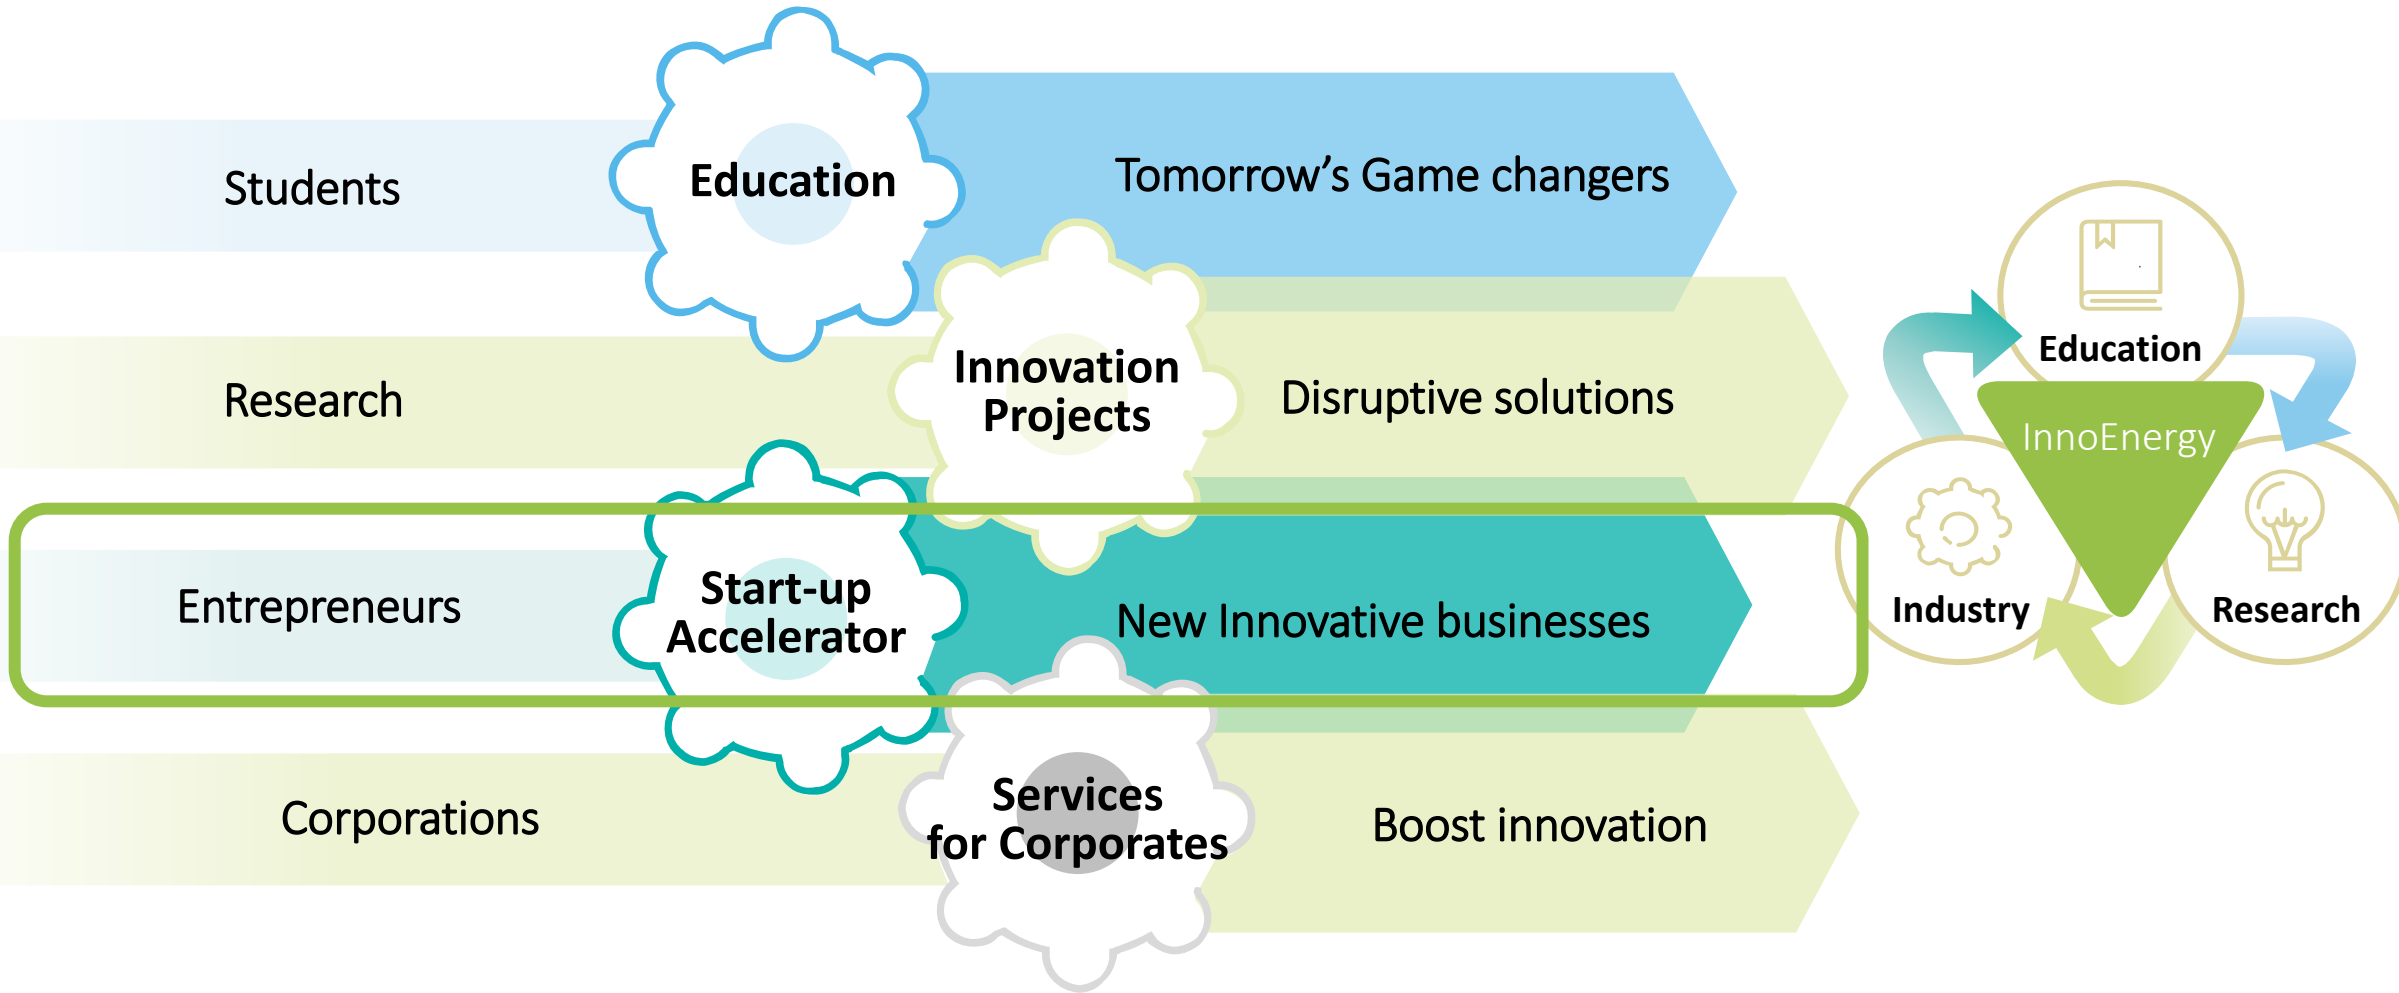 Students
Education
Tomorrow’s Game changers
Research
Innovation
Projects
Disruptive solutions
Entrepreneurs
Start-up
Accelerator
New Innovative businesses
Corporations
Services
for Corporates
Boost innovation
Education
InnoEnergy
Industry
Research